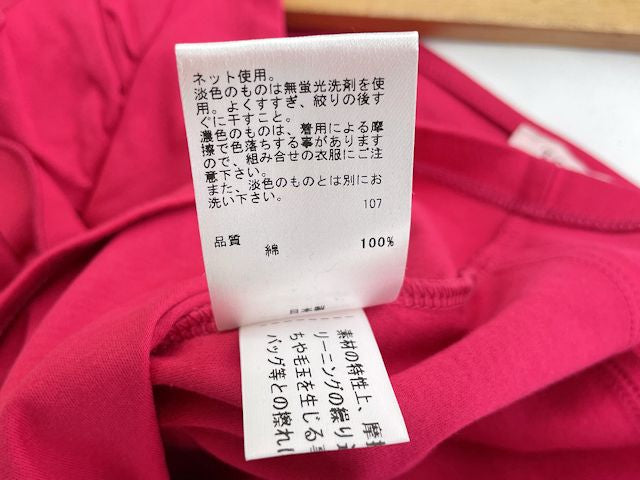 ネット使用。
淡色のものは無蛍光洗剤を使
用。よくすすぎ、絞りの後す
ぐに干すこと。
濃色のものは、着用による摩
擦で色落ちする事があります
ので、組み合せの衣服にご注
意下さい。
また、淡色のものとは別にお
洗い下さい。
107
品質 綿 100%
素材の特性上、摩
リーニングの繰り
ちや毛玉を生じる
バッグ等との擦れ